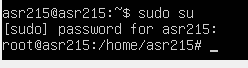 asr215@asr215:~$ sudo su
[sudo] password for asr215:
root@asr215:/home/asr215# _